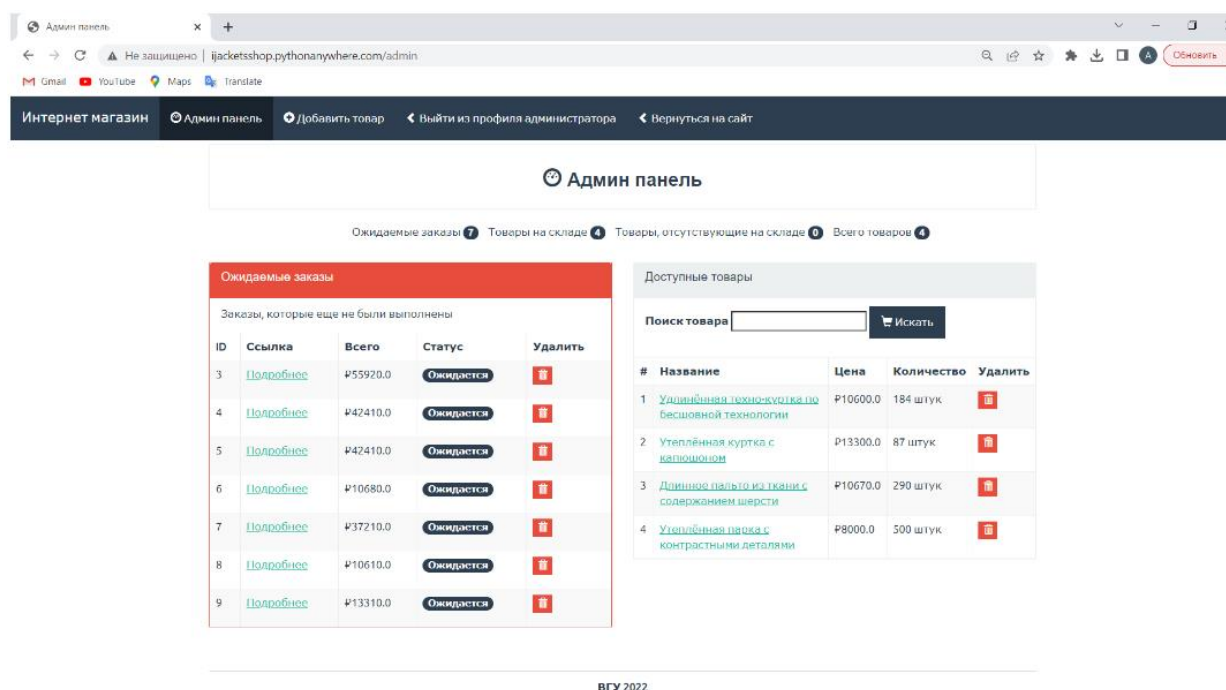 Админ панель
Не защищено ijacketsshop.pythonanywhere.com/admin A Обновить
Gmail YouTube Maps Translate
Интернет магазин Админ панель Добавить товар Выйти из профиля администратора Вернуться на сайт
Админ панель
Ожидаемые заказы 7 Товары на складе 4 Товары, отсутствующие на складе 0 Всего товаров 4
Ожидаемые заказы
Заказы, которые еще не были выполнены
ID Ссылка Всего Статус Удалить
3 Подробнее ₽55920.0 Ожидается
4 Подробнее ₽42410.0 Ожидается
5 Подробнее ₽42410.0 Ожидается
6 Подробнее ₽10680.0 Ожидается
7 Подробнее ₽37210.0 Ожидается
8 Подробнее ₽10610.0 Ожидается
9 Подробнее ₽13310.0 Ожидается
Доступные товары
Поиск товара Искать
# Название Цена Количество Удалить
1 Удлинённая техно-куртка по ₽10600.0 184 штук
бесшовной технологии
2 Утеплённая куртка с ₽13300.0 87 штук
капюшоном
3 Длинное пальто из ткани с ₽10670.0 290 штук
содержанием шерсти
4 Утеплённая парка с ₽8000.0 500 штук
контрастными деталями
ВГУ 2022